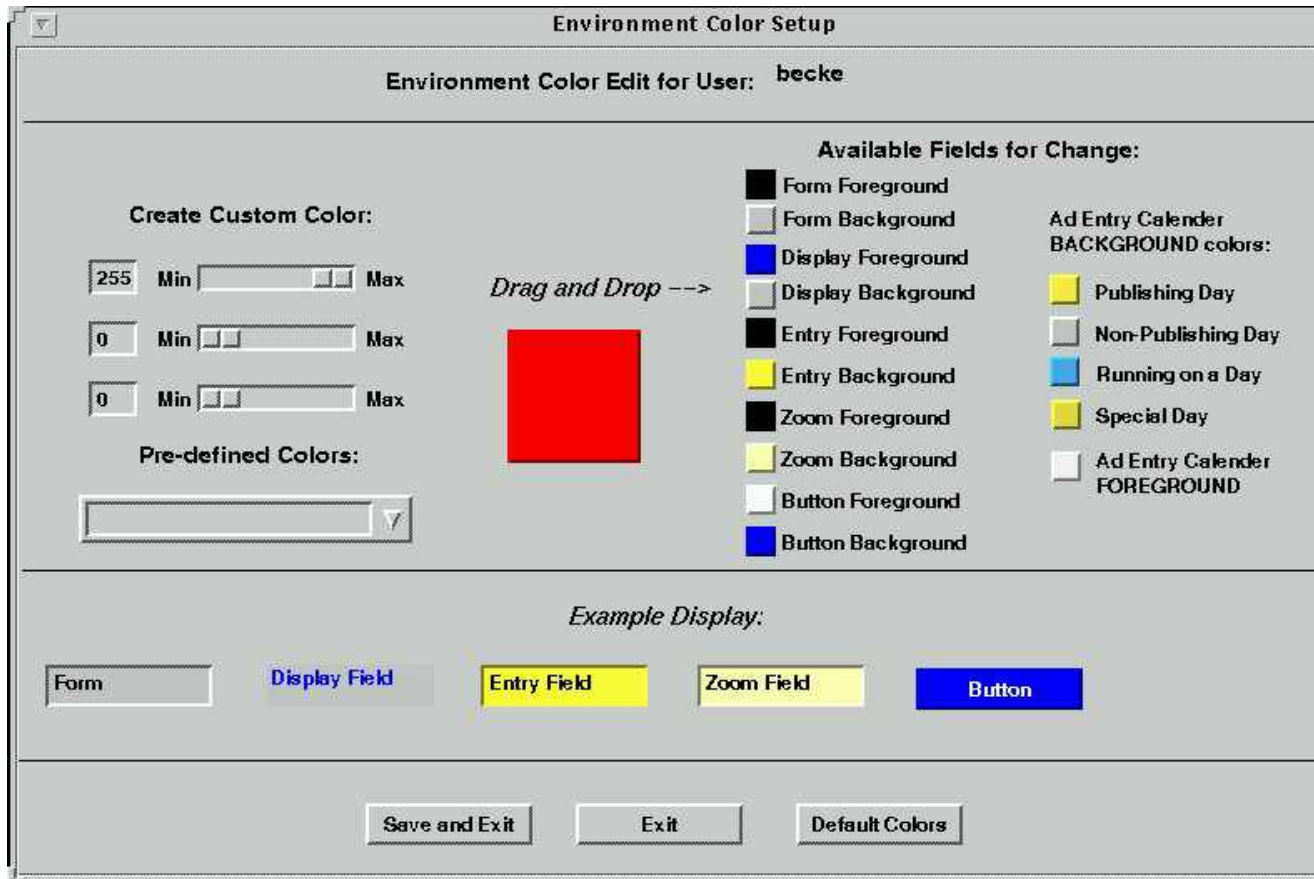 Environment Color Setup
Environment Color Edit for User: becke
Available Fields for Change:
Create Custom Color:
255 Min Max
0 Min Max
0 Min Max
Pre-defined Colors:
Drag and Drop -->
Form Foreground
Form Background
Display Foreground
Display Background
Entry Foreground
Entry Background
Zoom Foreground
Zoom Background
Button Foreground
Button Background
Ad Entry Calender
BACKGROUND colors:
Publishing Day
Non-Publishing Day
Running on a Day
Special Day
Ad Entry Calender
FOREGROUND
Example Display:
Form
Display Field
Entry Field
Zoom Field
Button
Save and Exit
Exit
Default Colors